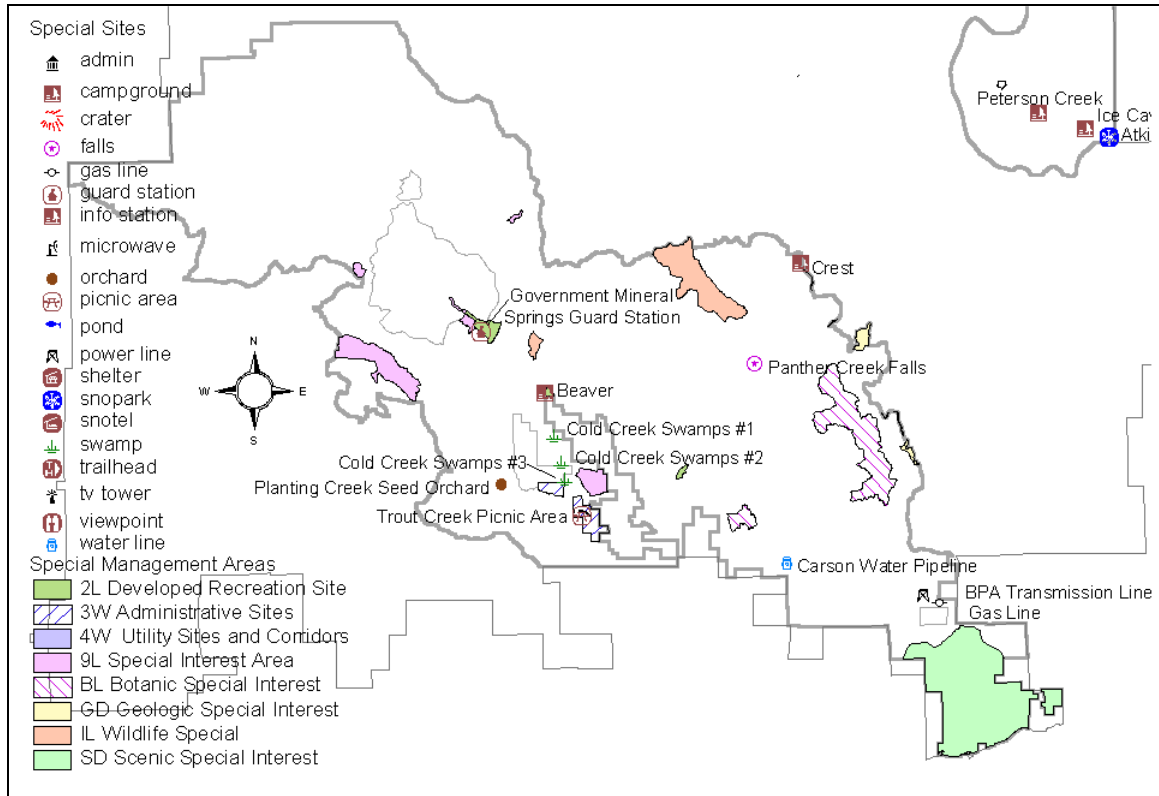 Special Sites
admin
campground
crater
falls
gas line
guard station
info station
microwave
orchard
picnic area
pond
power line
shelter
snopark
snotel
swamp
trailhead
tv tower
viewpoint
water line
Special Management Areas
2L Developed Recreation Site
3W Administrative Sites
4W Utility Sites and Corridors
9L Special Interest Area
BL Botanic Special Interest
GD Geologic Special Interest
IL Wildlife Special
SD Scenic Special Interest
Peterson Creek
Ice Cav
Atki
Crest
Government Mineral
Springs Guard Station
Panther Creek Falls
N
W E
S
Beaver
Cold Creek Swamps #1
Cold Creek Swamps #2
Cold Creek Swamps #3
Planting Creek Seed Orchard
Trout Creek Picnic Area
Carson Water Pipeline
BPA Transmission Line
Gas Line